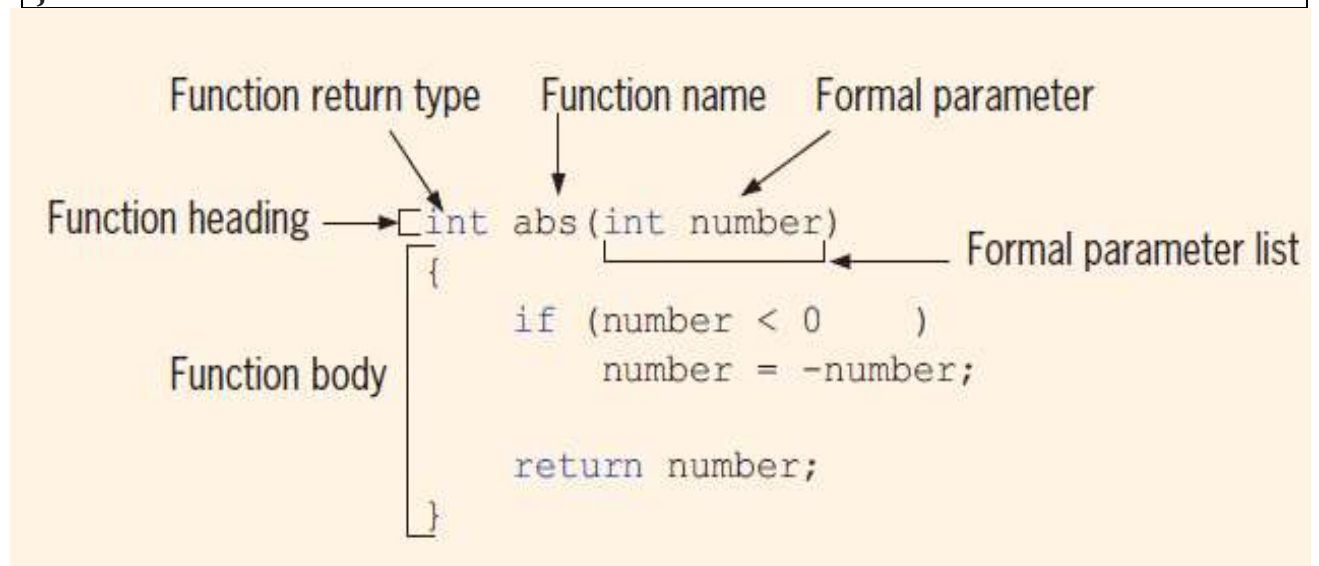 }
Function return type Function name Formal parameter
Function heading int abs(int number)
Formal parameter list
{
if (number < 0 )
Function body number = -number;
return number;
}